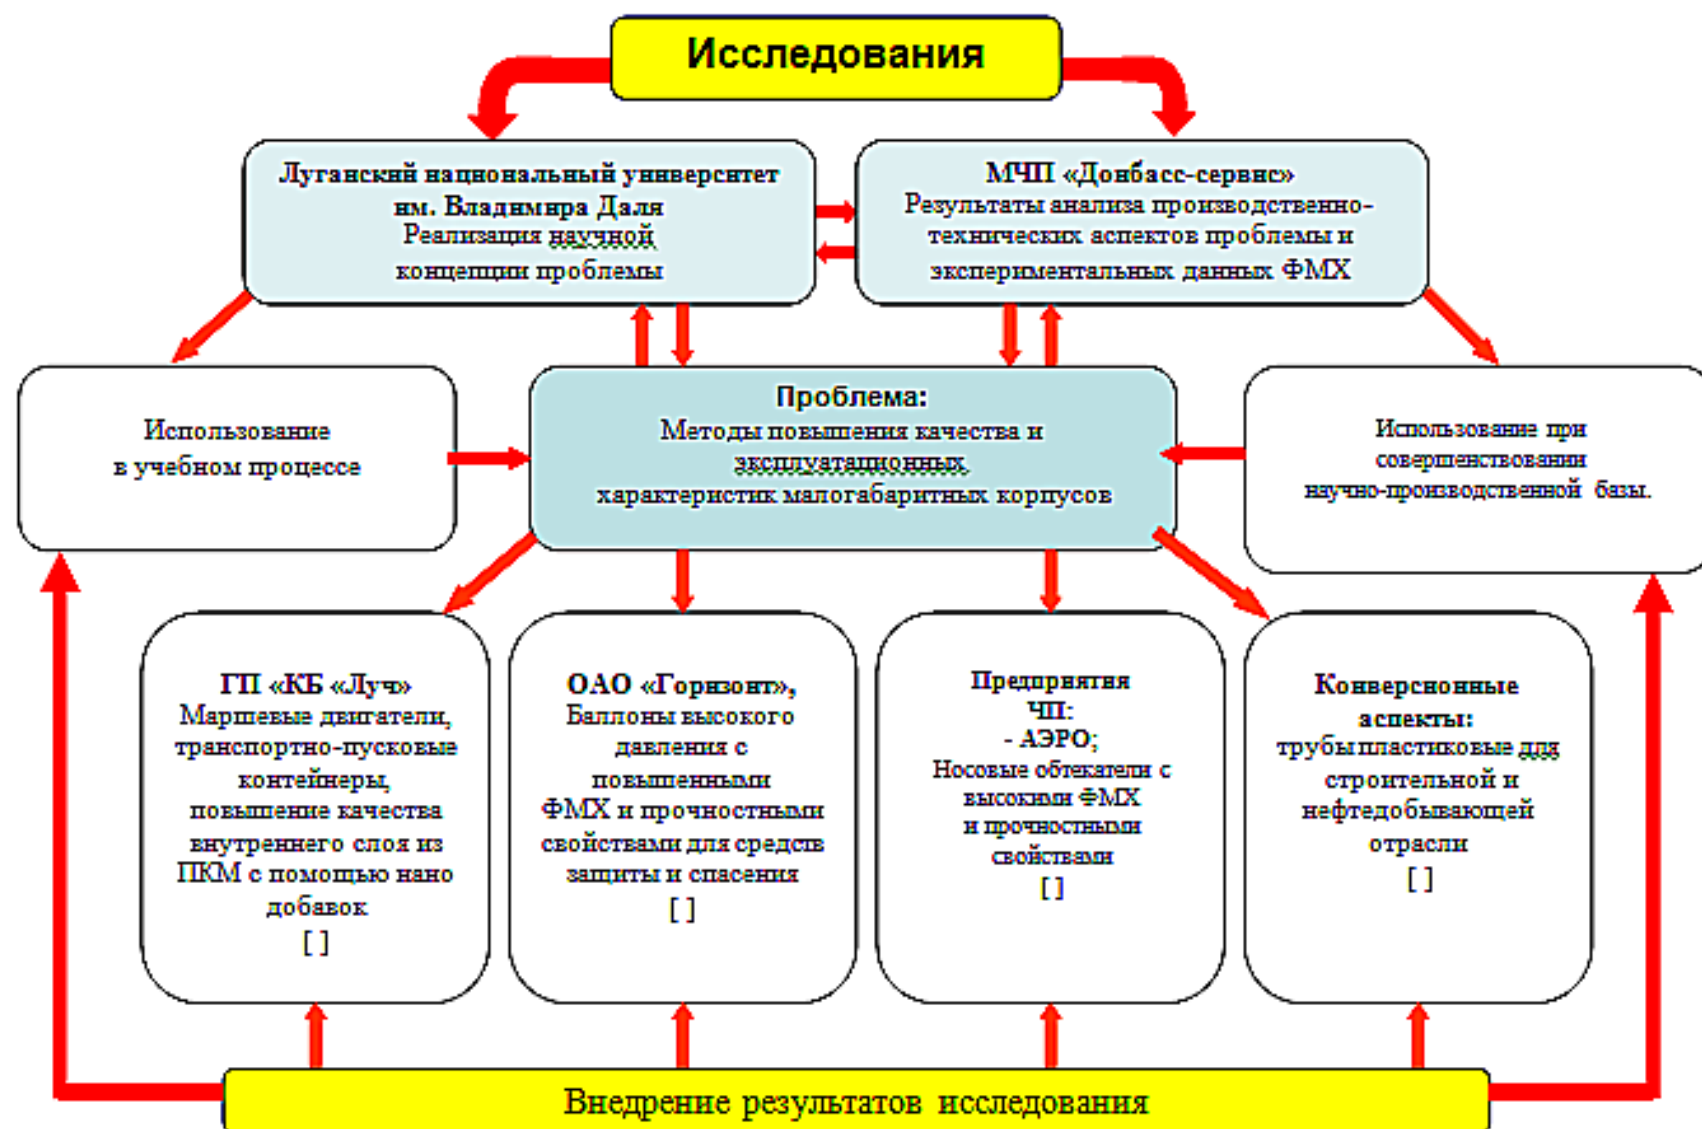 Исследования
Луганский национальный университет
им. Владимира Даля
Реализация научной
концепции проблемы
МЧП «Донбасс-сервис»
Результаты анализа производственно-
технических аспектов проблемы и
экспериментальных данных ФМХ
Использование
в учебном процессе
Проблема:
Методы повышения качества и
эксплуатационных
характеристик малогабаритных корпусов
Использование при
совершенствовании
научно-производственной базы.
ГП «КБ «Луч»
Маршевые двигатели,
транспортно-пусковые
контейнеры,
повышение качества
внутреннего слоя из
ПКМ с помощью нано
добавок
[ ]
ОАО «Горизонт»,
Баллоны высокого
давления с
повышенными
ФМХ и прочностными
свойствами для средств
защиты и спасения
[ ]
Предприятия
ЧП:
- АЭРО;
Носовые обтекатели с
высокими ФМХ
и прочностными
свойствами
[ ]
Конверсионные
аспекты:
трубы пластиковые для
строительной и
нефтедобывающей
отрасли
[ ]
Внедрение результатов исследования